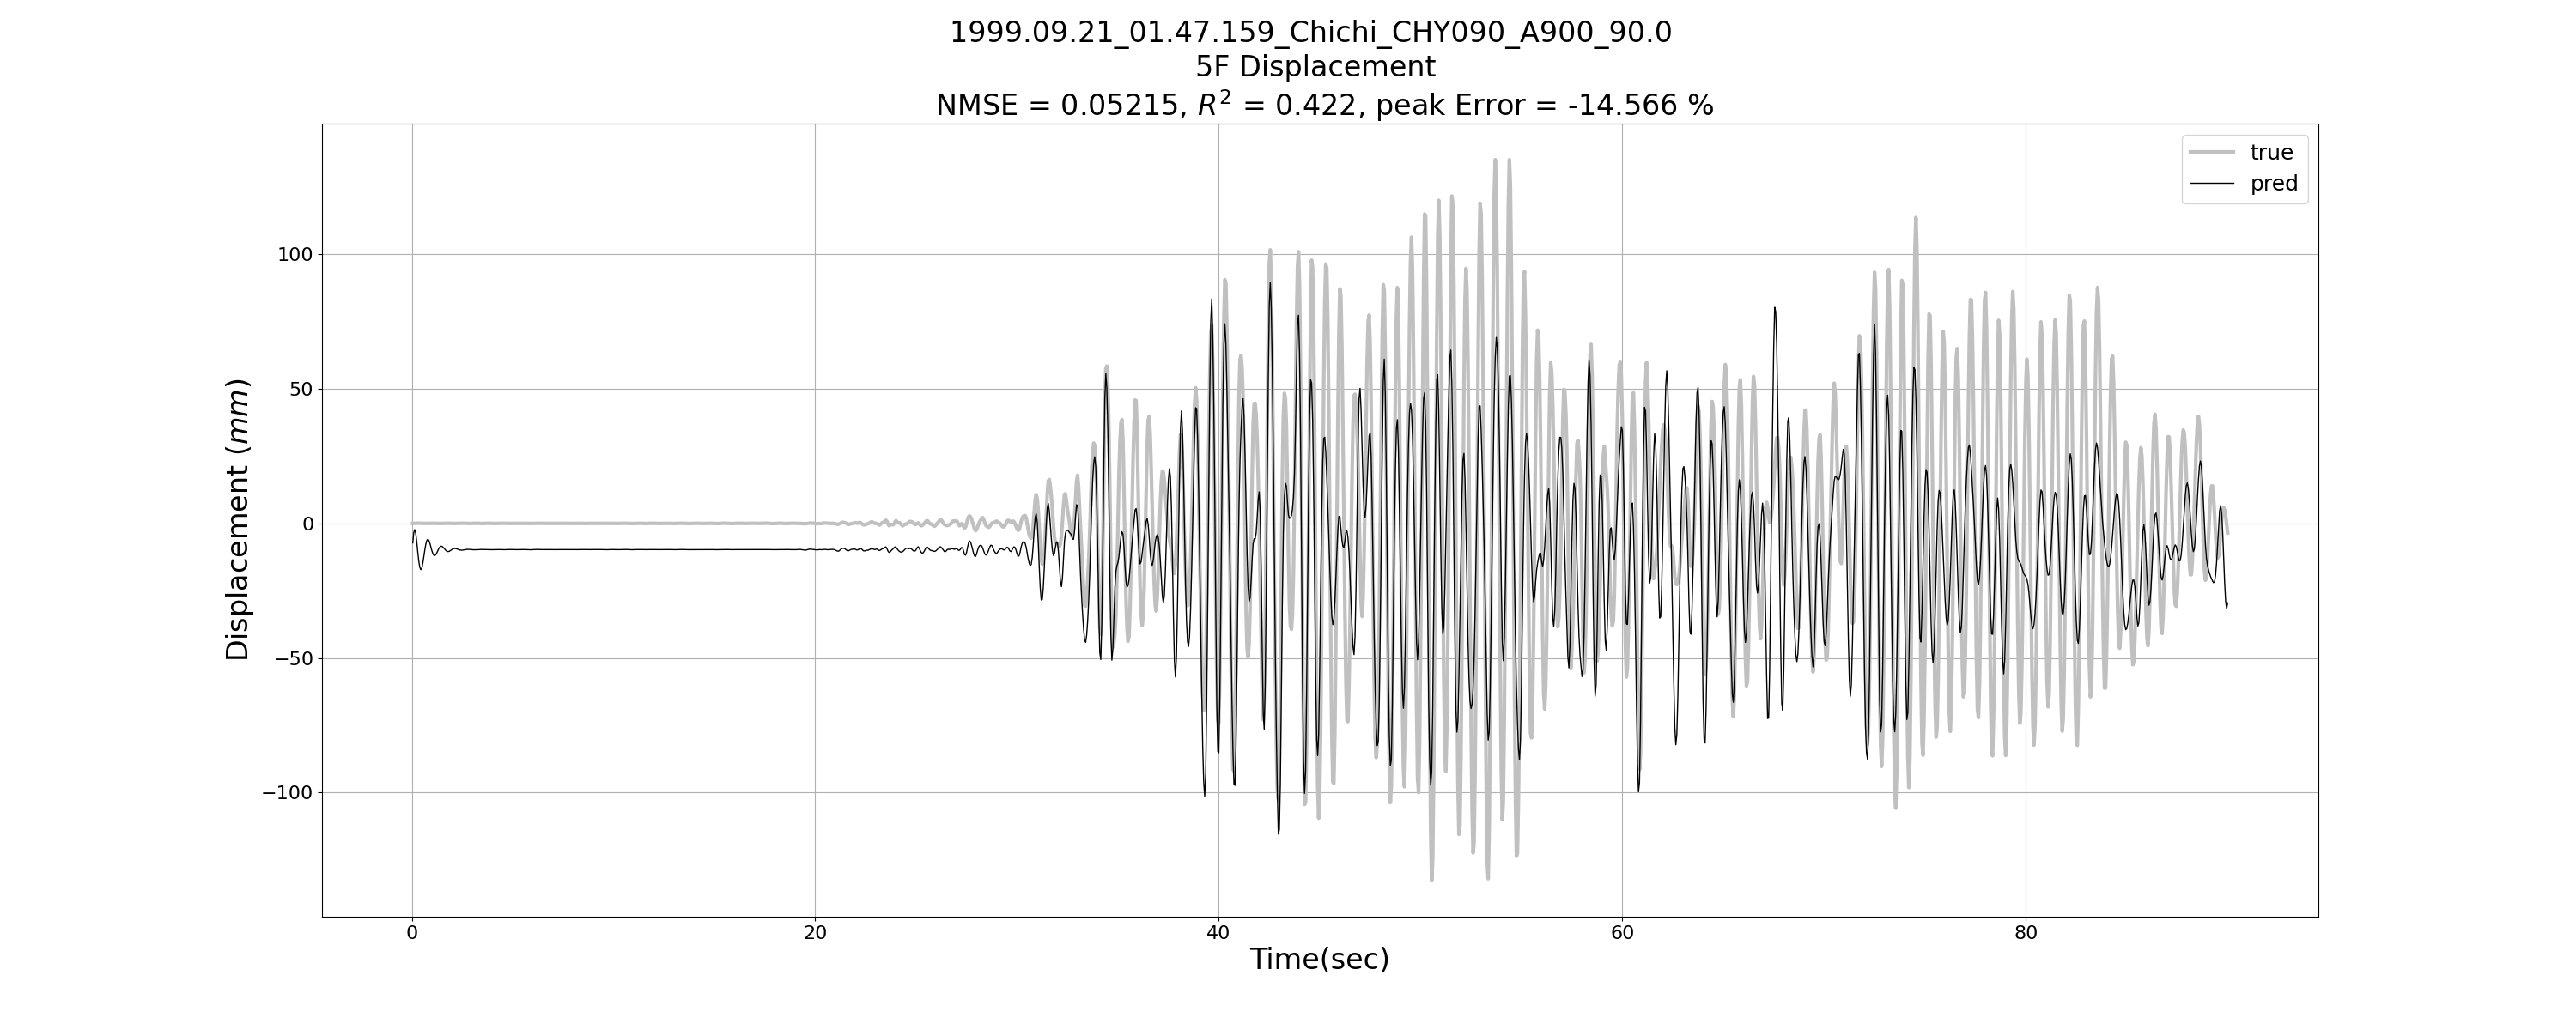 1999.09.21_01.47.159_Chichi_CHY090_A900_90.0
5F Displacement
NMSE = 0.05215, R² = 0.422, peak Error = -14.566 %
true
pred
Displacement (mm)
100
50
0
−50
−100
0
20
40
60
80
Time(sec)